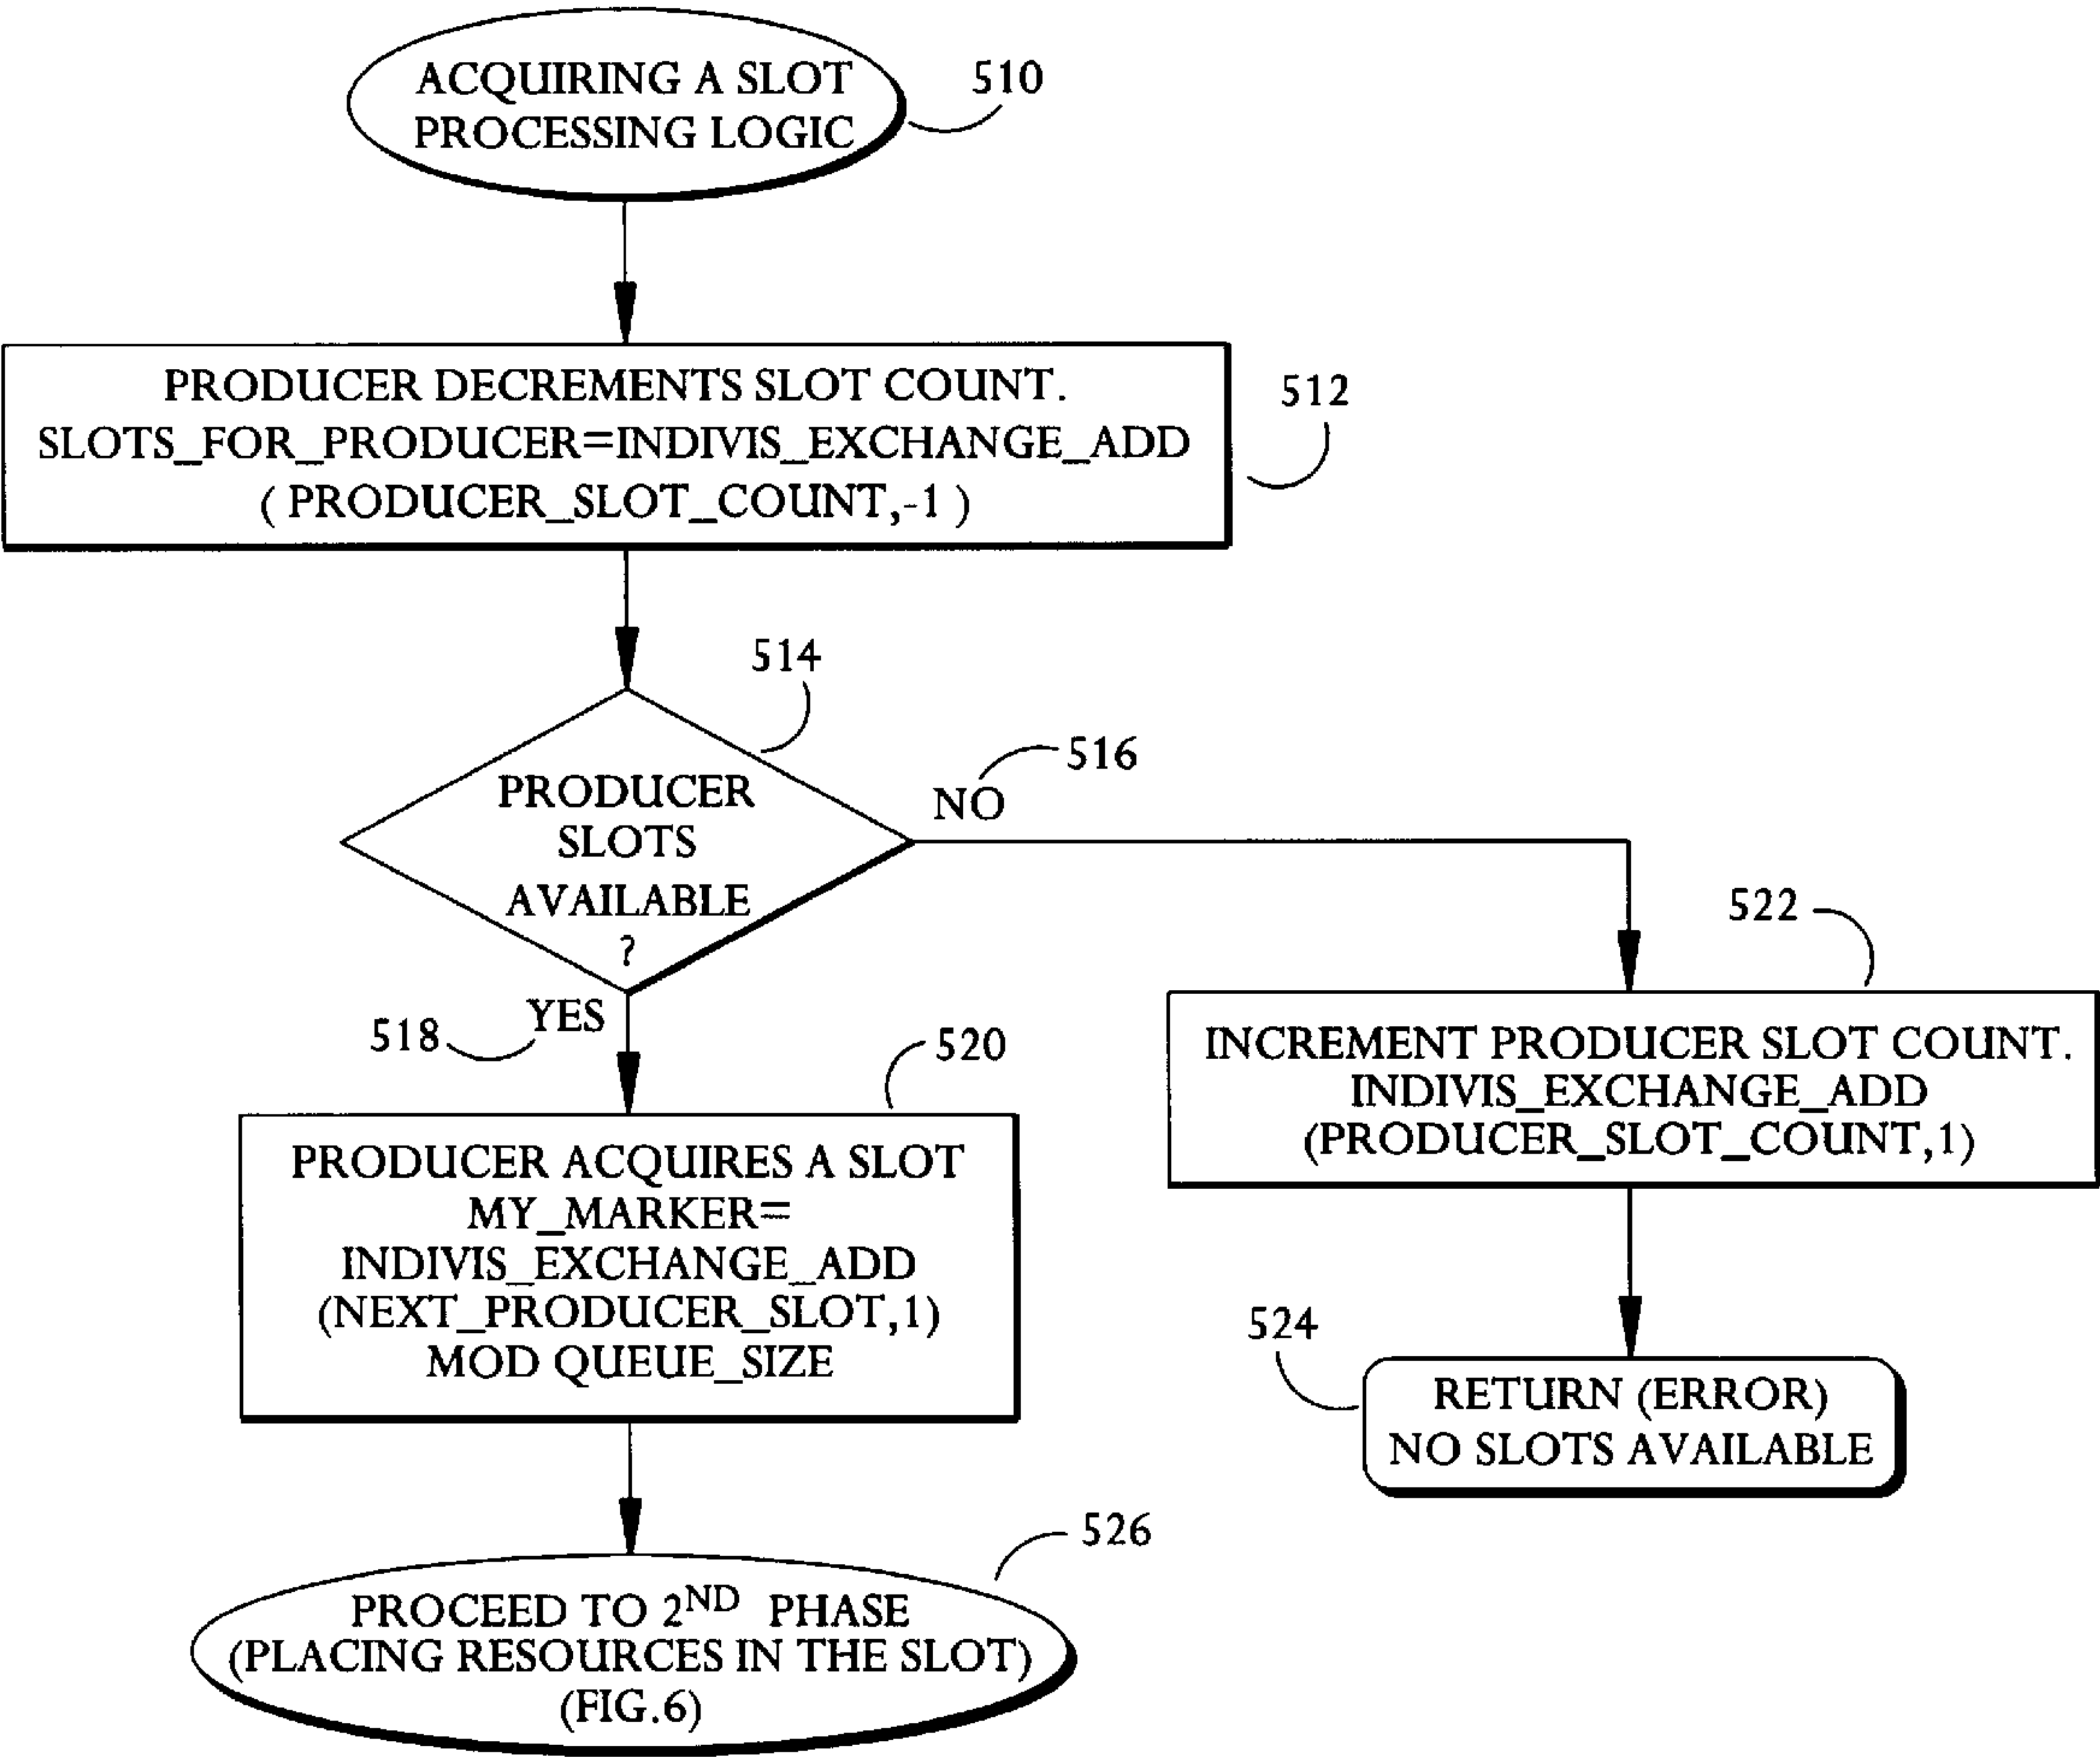 ACQUIRING A SLOT
PROCESSING LOGIC
510
PRODUCER DECREMENTS SLOT COUNT.
SLOTS_FOR_PRODUCER=INDIVIS_EXCHANGE_ADD
( PRODUCER_SLOT_COUNT,-1 )
512
514
PRODUCER
SLOTS
AVAILABLE
?
516
NO
518
YES
520
PRODUCER ACQUIRES A SLOT
MY_MARKER=
INDIVIS_EXCHANGE_ADD
(NEXT_PRODUCER_SLOT,1)
MOD QUEUE_SIZE
522
INCREMENT PRODUCER SLOT COUNT.
INDIVIS_EXCHANGE_ADD
(PRODUCER_SLOT_COUNT,1)
524
RETURN (ERROR)
NO SLOTS AVAILABLE
526
PROCEED TO 2ND PHASE
(PLACING RESOURCES IN THE SLOT)
(FIG.6)